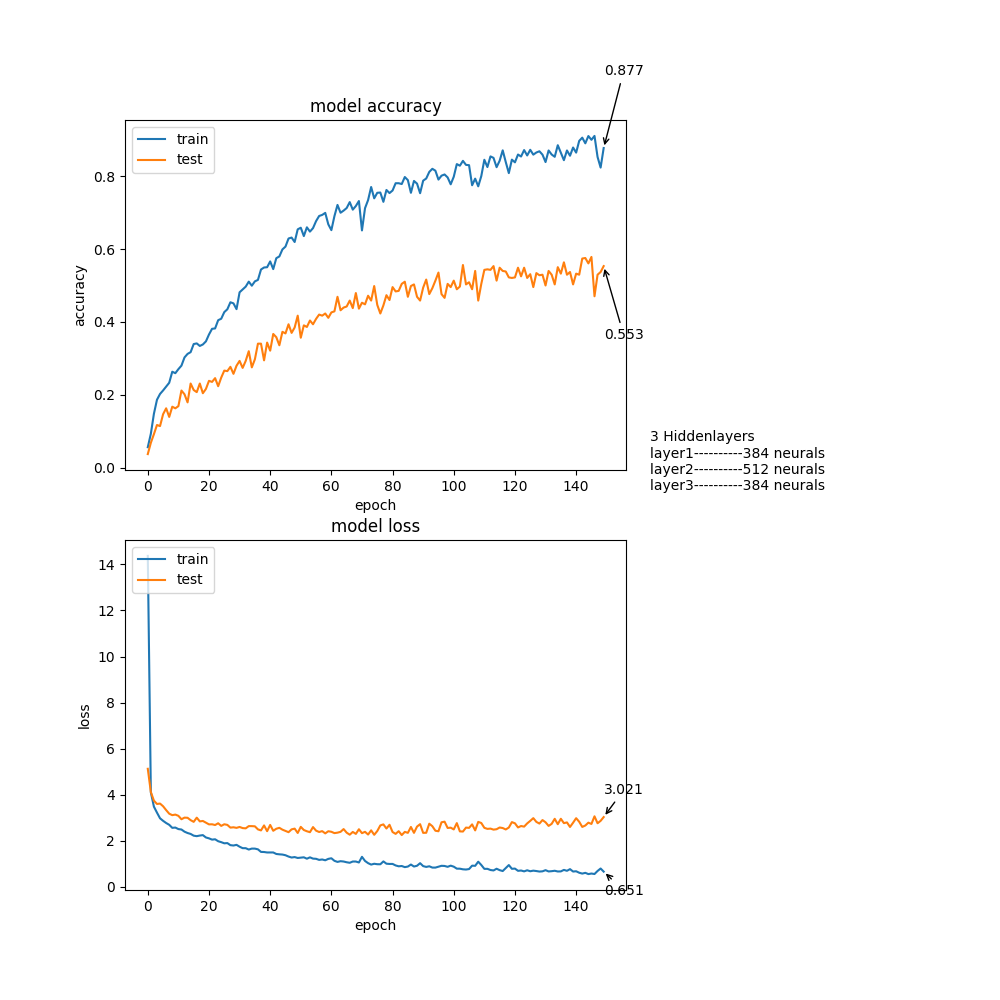 0.877
model accuracy
train
test
0.8
0.6
0.4
0.2
0.0
accuracy
0 20 40 60 80 100 120 140
epoch
0.553
3 Hiddenlayers
layer1----------384 neurals
layer2----------512 neurals
layer3----------384 neurals
model loss
train
test
14
12
10
8
6
4
2
0
loss
3.021
0.651
0 20 40 60 80 100 120 140
epoch